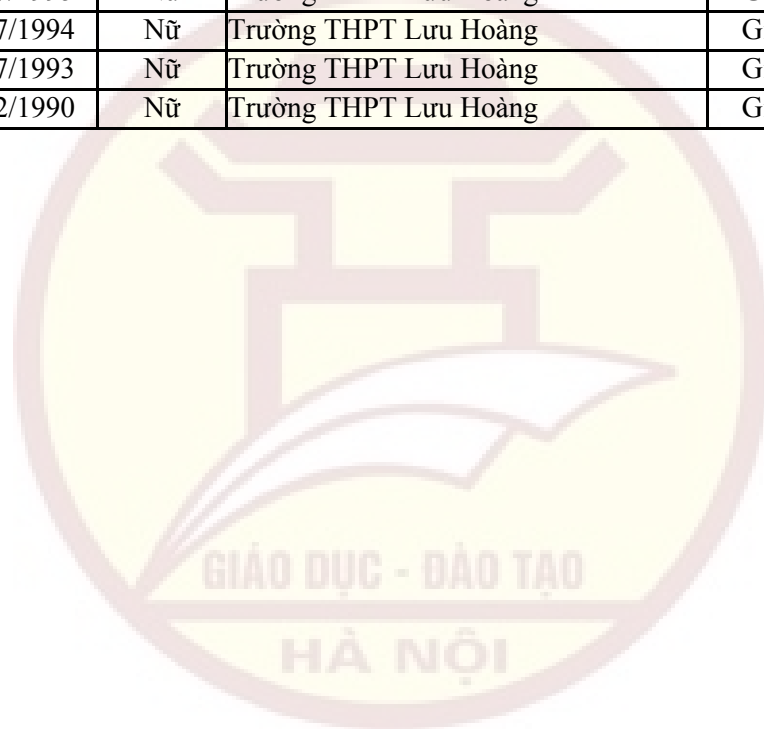 7/1994 Nữ Trường THPT Lưu Hoàng G
7/1993 Nữ Trường THPT Lưu Hoàng G
2/1990 Nữ Trường THPT Lưu Hoàng G
GIÁO DỤC - ĐÀO TẠO
HÀ NỘI